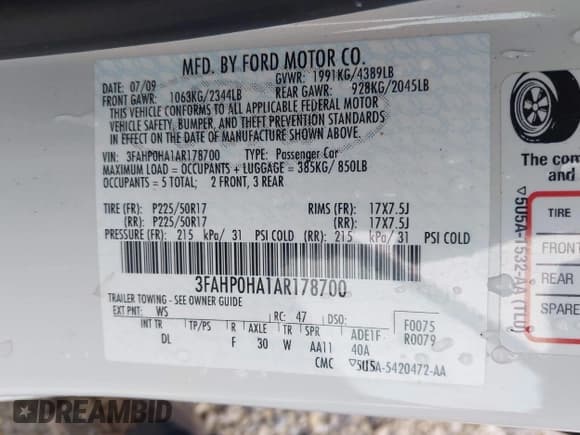 MFD. BY FORD MOTOR CO.
DATE: 07/09 GVWR: 1991KG/4389LB
FRONT GAWR: 1063KG/2344LB REAR GAWR: 928KG/2045LB
THIS VEHICLE CONFORMS TO ALL APPLICABLE FEDERAL MOTOR
VEHICLE SAFETY, BUMPER, AND THEFT PREVENTION STANDARDS
IN EFFECT ON THE DATE OF MANUFACTURE SHOWN ABOVE.
VIN: 3FAHP0HA1AR178700 TYPE: Passenger Car
MAXIMUM LOAD = OCCUPANTS + LUGGAGE = 385KG/ 850LB
OCCUPANTS = 5 TOTAL; 2 FRONT, 3 REAR
TIRE (FR): P225/50R17 RIMS (FR): 17X7.5J
(RR): P225/50R17 (RR): 17X7.5J
PRESSURE (FR): 215 kPa/ 31 PSI COLD (RR): 215 kPa/ 31 PSI COLD
3FAHP0HA1AR178700
TRAILER TOWING - SEE OWNER GUIDE
EXT PNT: WS RC: 47 DSO: F0075
INT TR TP/PS R AXLE TR SPR ADE1F R0079
DL F 30 W AA11 40A
CMC ▽5U5A-5420472-AA
The com
and
▽5U5A-1532-AA (TLU)
TIRE
FRONT
REAR
SPARE
DREAMBID